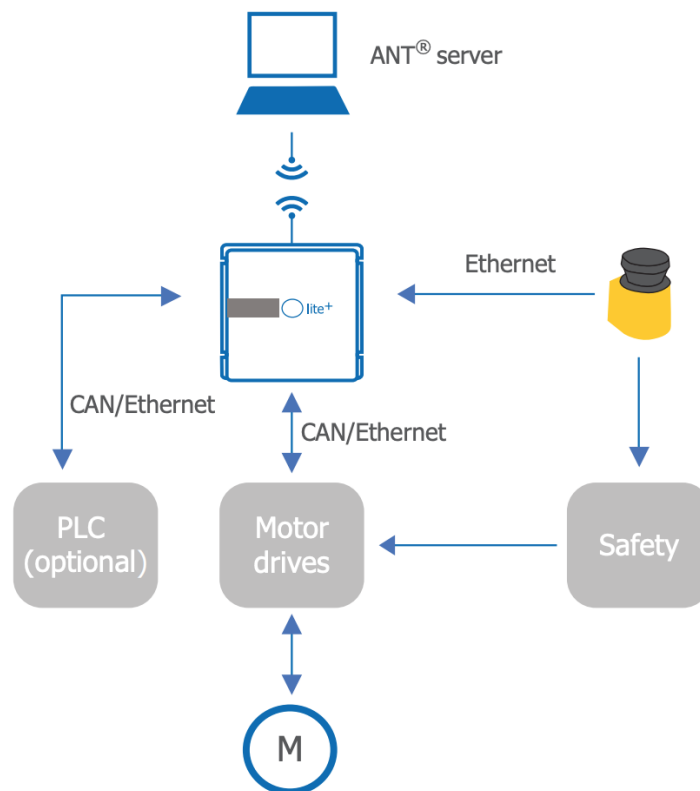 ANT® server
Ethernet
lite+
CAN/Ethernet
CAN/Ethernet
PLC
(optional)
Motor
drives
Safety
M